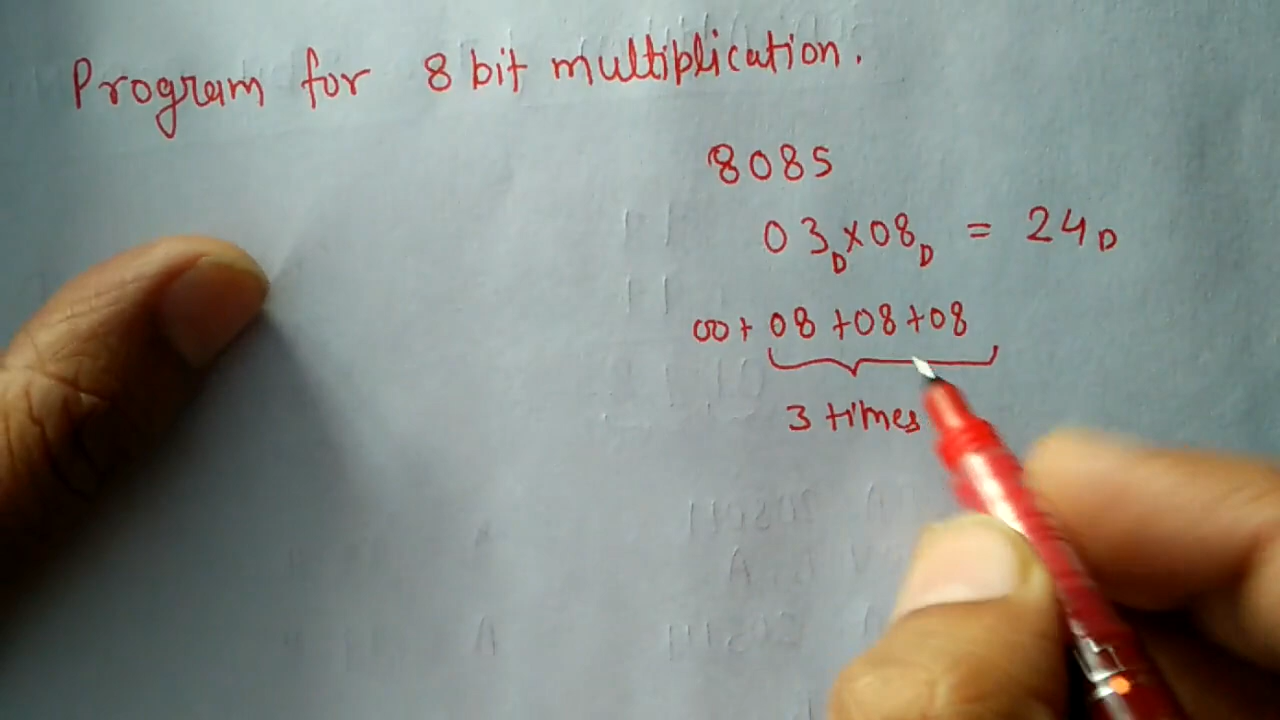 Program for 8 bit multiplication.
8085
03D×08D = 24D
00+ 08 +08+08
3 times